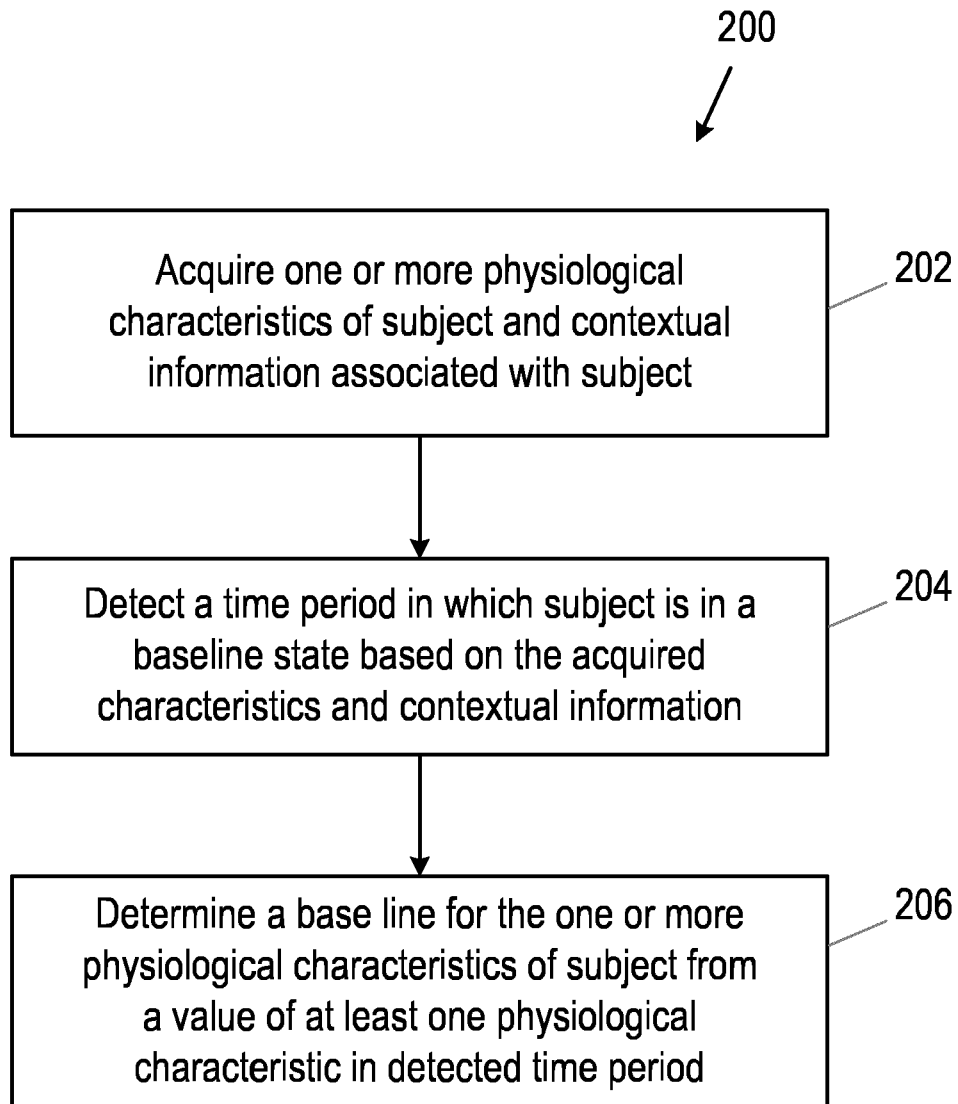 200
Acquire one or more physiological
characteristics of subject and contextual
information associated with subject
202
Detect a time period in which subject is in a
baseline state based on the acquired
characteristics and contextual information
204
Determine a base line for the one or more
physiological characteristics of subject from
a value of at least one physiological
characteristic in detected time period
206